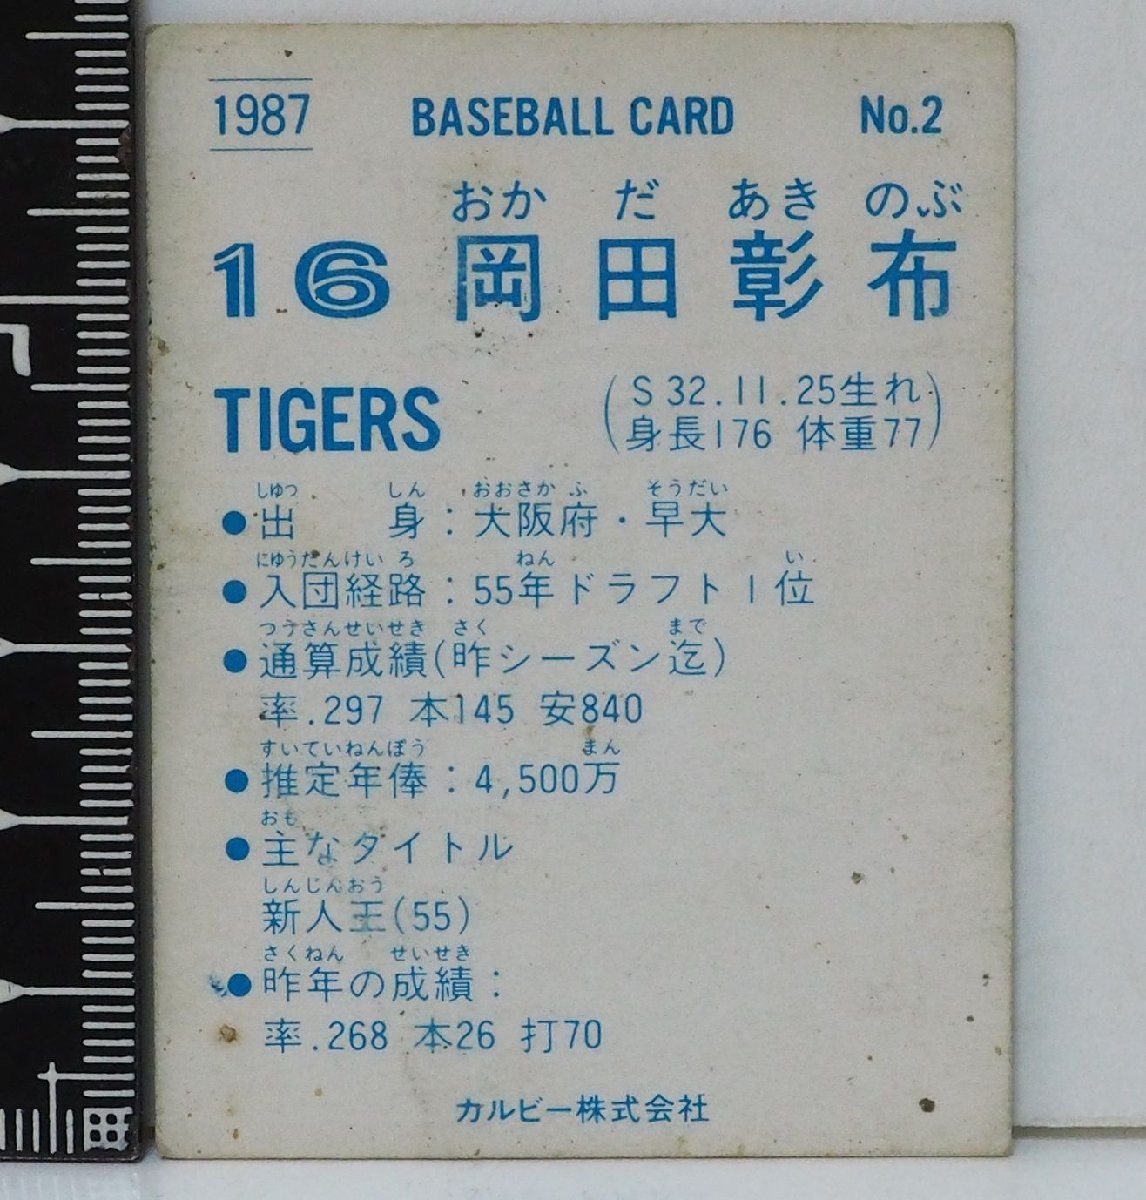 1987 BASEBALL CARD No.2
おか だ あき のぶ
16 岡田彰布
TIGERS
(S32.11.25生れ
身長176 体重77)
しゆつ しん おおさか ふ そうだい
●出 身:大阪府・早大
にゆうだんけい ろ ねん い
●入団経路:55年ドラフト1位
つうさんせいせき さく まで
●通算成績(昨シーズン迄)
率.297 本145 安840
すいていねんぽう まん
●推定年俸:4,500万
おも
●主なタイトル
しんじんおう
新人王(55)
さくねん せいせき
●昨年の成績:
率.268 本26 打70
カルビー株式会社